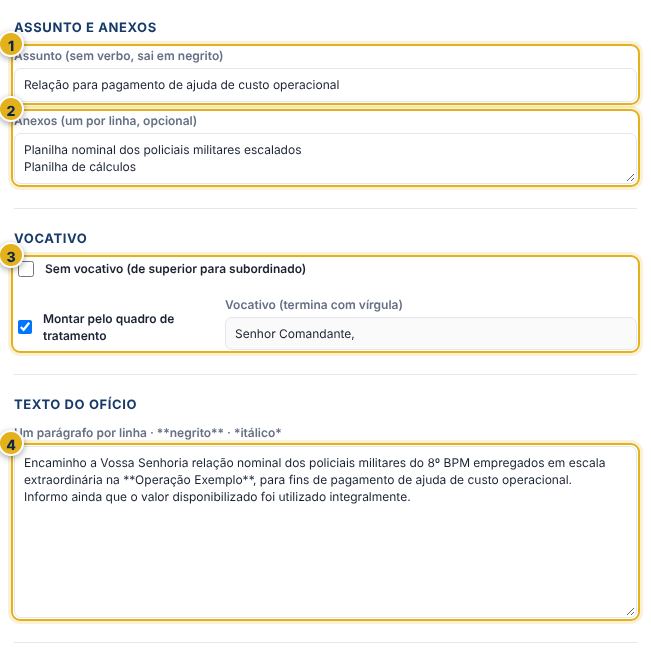 ASSUNTO E ANEXOS
1
Assunto (sem verbo, sai em negrito)
Relação para pagamento de ajuda de custo operacional
2
Anexos (um por linha, opcional)
Planilha nominal dos policiais militares escalados
Planilha de cálculos
VOCATIVO
3
Sem vocativo (de superior para subordinado)
Montar pelo quadro de
tratamento
Vocativo (termina com vírgula)
Senhor Comandante,
TEXTO DO OFÍCIO
Um parágrafo por linha · **negrito** · *itálico*
4
Encaminho a Vossa Senhoria relação nominal dos policiais militares do 8º BPM empregados em escala
extraordinária na **Operação Exemplo**, para fins de pagamento de ajuda de custo operacional.
Informo ainda que o valor disponibilizado foi utilizado integralmente.